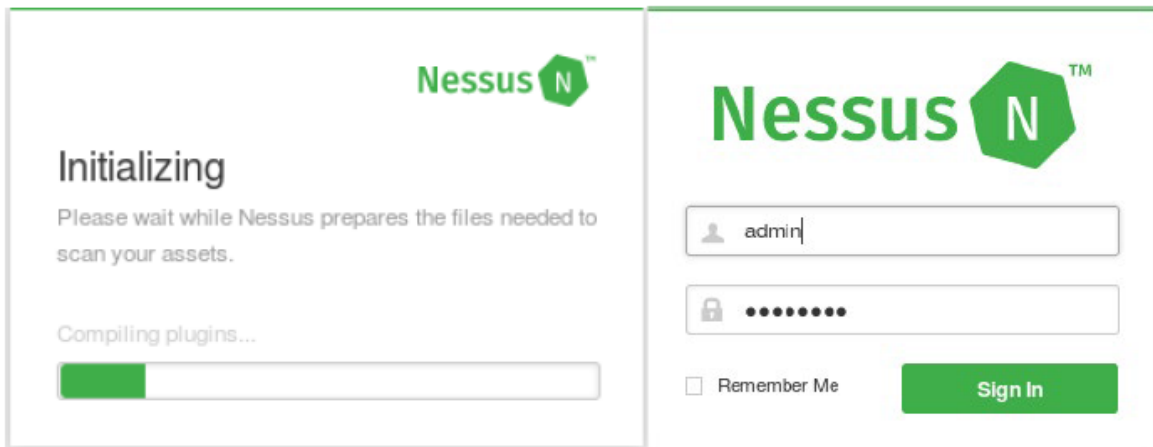 Nessus N ™
Initializing
Please wait while Nessus prepares the files needed to
scan your assets.
Compiling plugins...
Nessus N ™
admin
••••••••
Remember Me
Sign In